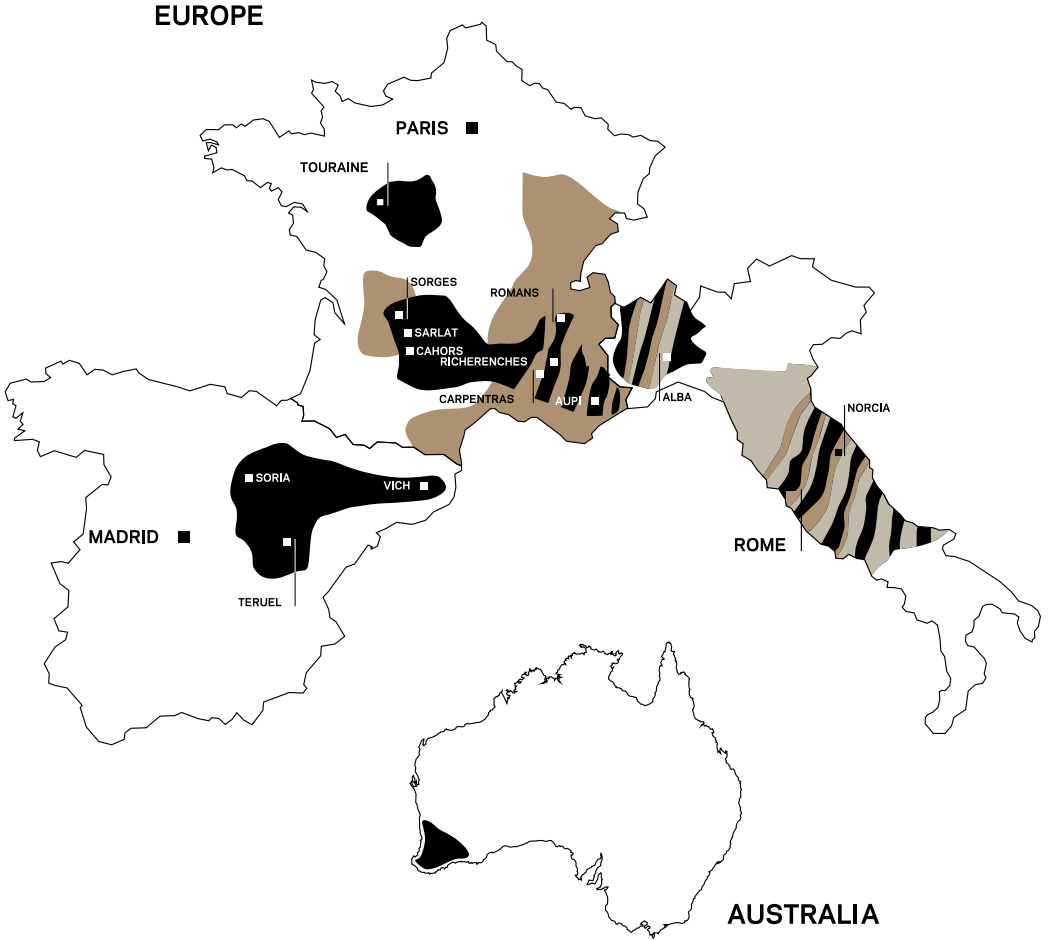 EUROPE
PARIS
TOURAINE
SORGES
ROMANS
SARLAT
CAHORS
RICHERENCHES
CARPENTRAS
AUPI
ALBA
NORCIA
SORIA
VICH
MADRID
ROME
TERUEL
AUSTRALIA